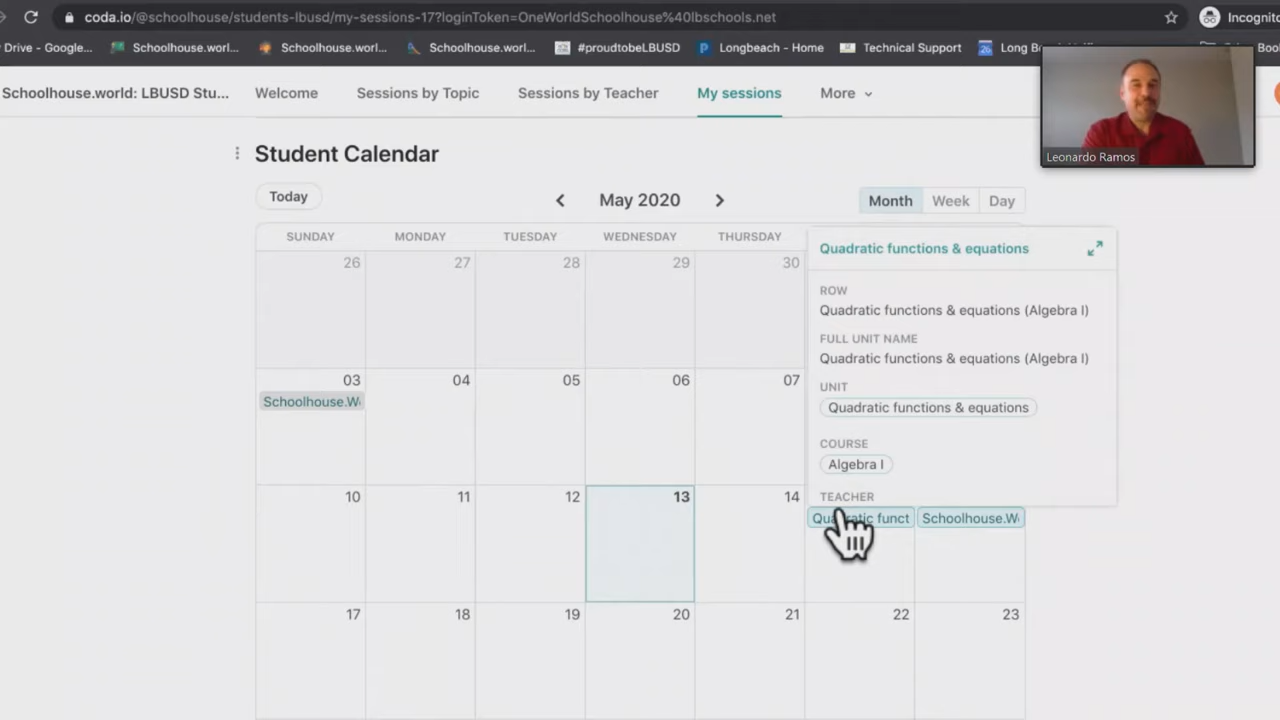 coda.io/@schoolhouse/students-lbusd/my-sessions-17?loginToken=OneWorldSchoolhouse%40lbschools.net
Incognito
Drive - Google... Schoolhouse.worl... Schoolhouse.worl... Schoolhouse.worl... #proudtobeLBUSD Longbeach - Home Technical Support Long B
Schoolhouse.world: LBUSD Stu... Welcome Sessions by Topic Sessions by Teacher My sessions More
Leonardo Ramos
Student Calendar
Today May 2020 Month Week Day
SUNDAY MONDAY TUESDAY WEDNESDAY THURSDAY
26 27 28 29 30
03 04 05 06 07
Schoolhouse.W
10 11 12 13 14
Quadratic funct Schoolhouse.W
17 18 19 20 21 22 23
Quadratic functions & equations
ROW
Quadratic functions & equations (Algebra I)
FULL UNIT NAME
Quadratic functions & equations (Algebra I)
UNIT
Quadratic functions & equations
COURSE
Algebra I
TEACHER